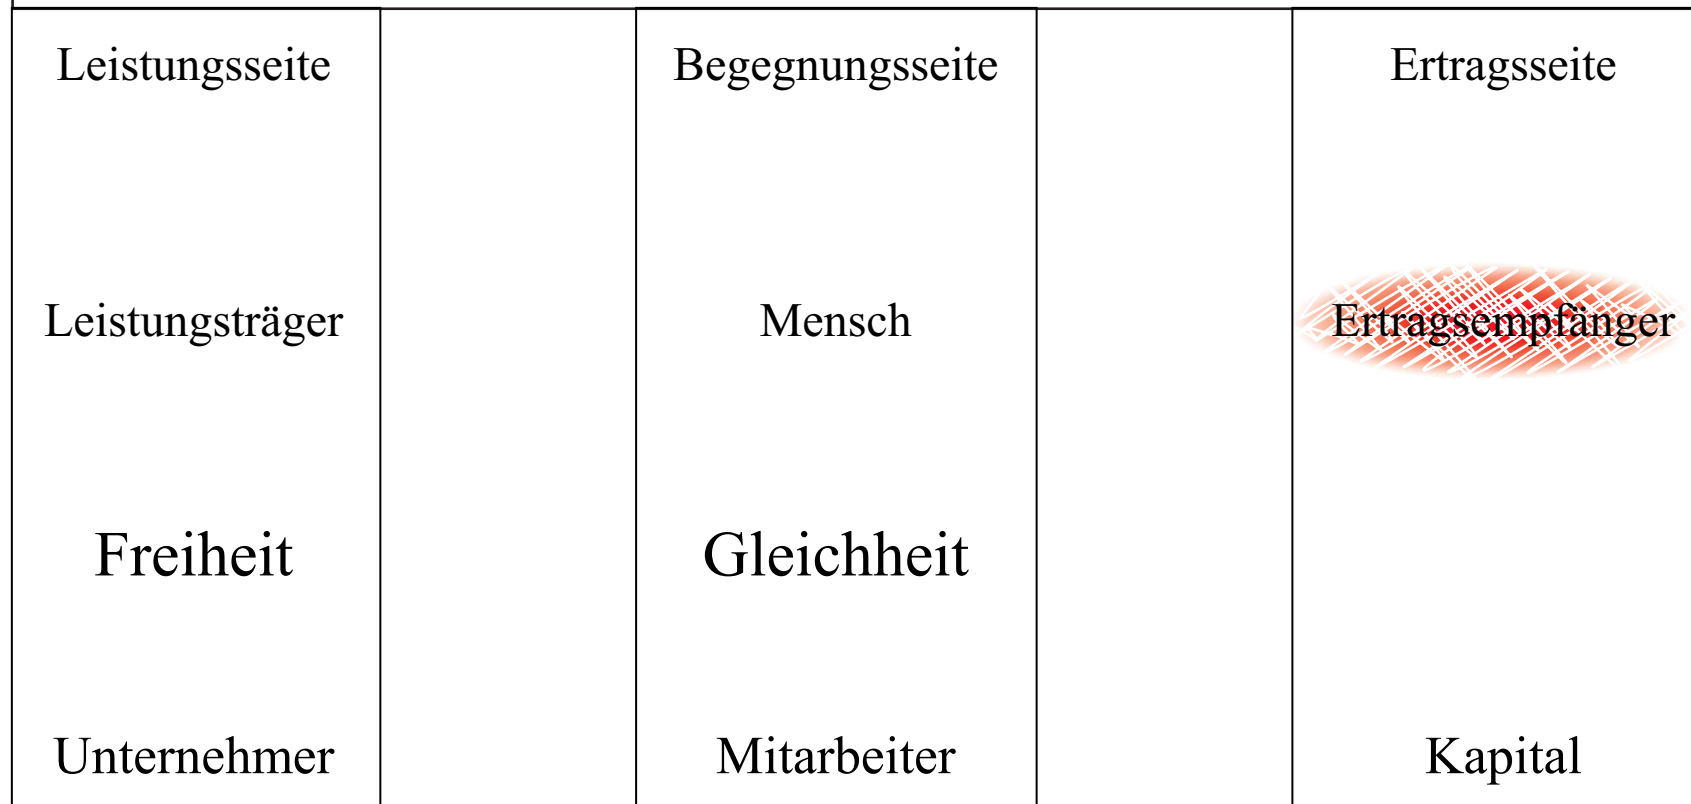 Leistungsseite Begegnungsseite Ertragsseite
Leistungsträger Mensch Ertragsempfänger
Freiheit Gleichheit
Unternehmer Mitarbeiter Kapital